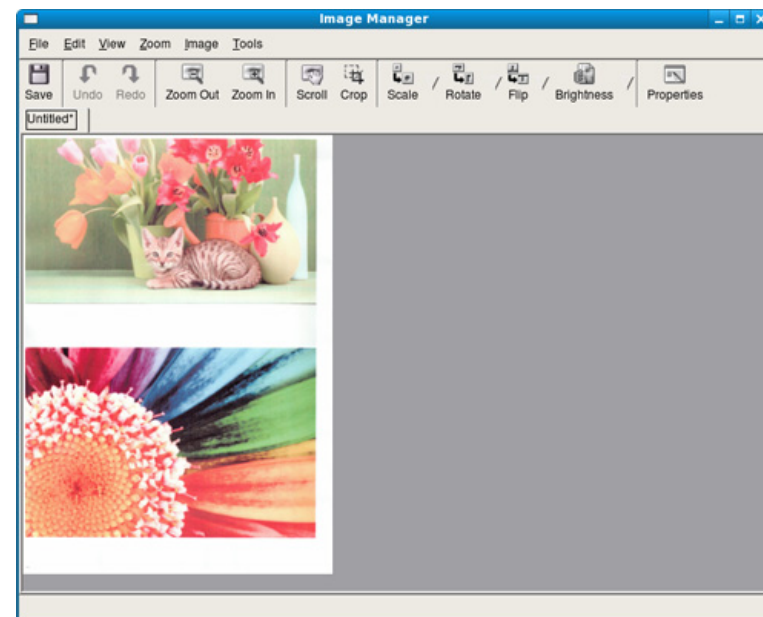 Image Manager
File Edit View Zoom Image Tools
Save Undo Redo Zoom Out Zoom In Scroll Crop Scale Rotate Flip Brightness Properties
Untitled*